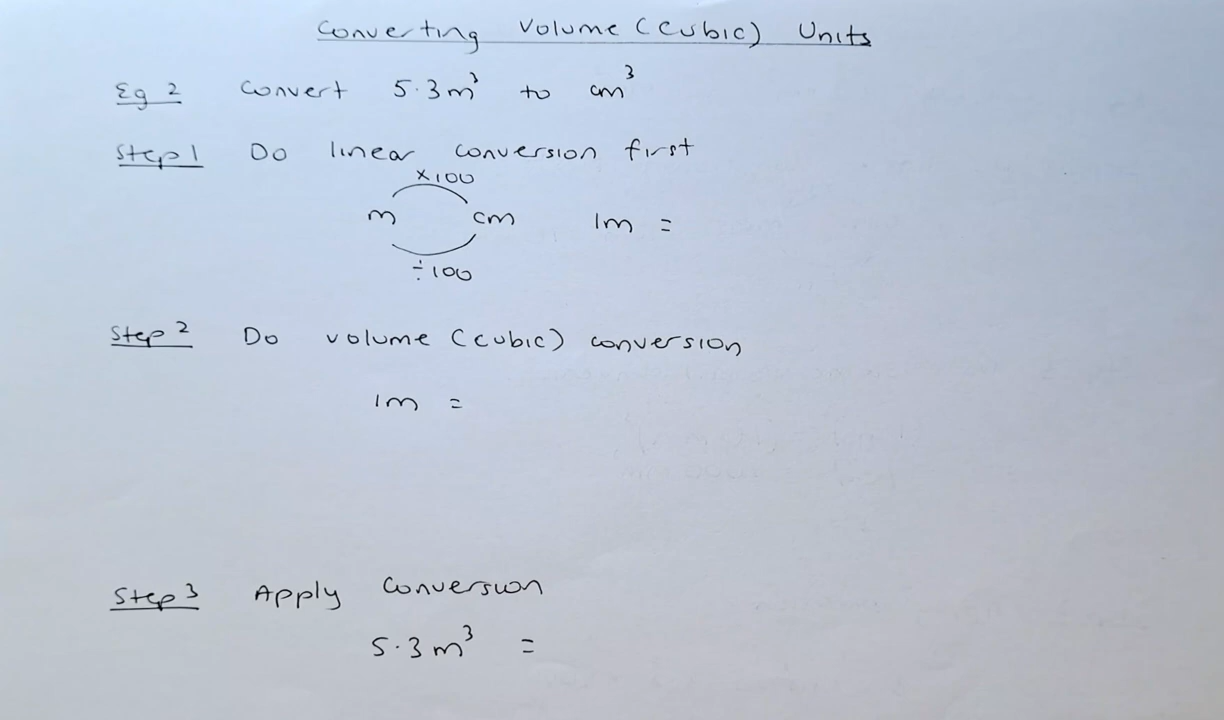 Converting Volume (Cubic) Units
Eg 2 Convert 5.3m³ to cm³
Step 1 Do linear conversion first
×100
m cm 1m =
÷100
Step 2 Do volume (cubic) conversion
1m =
Step 3 Apply Conversion
5.3m³ =